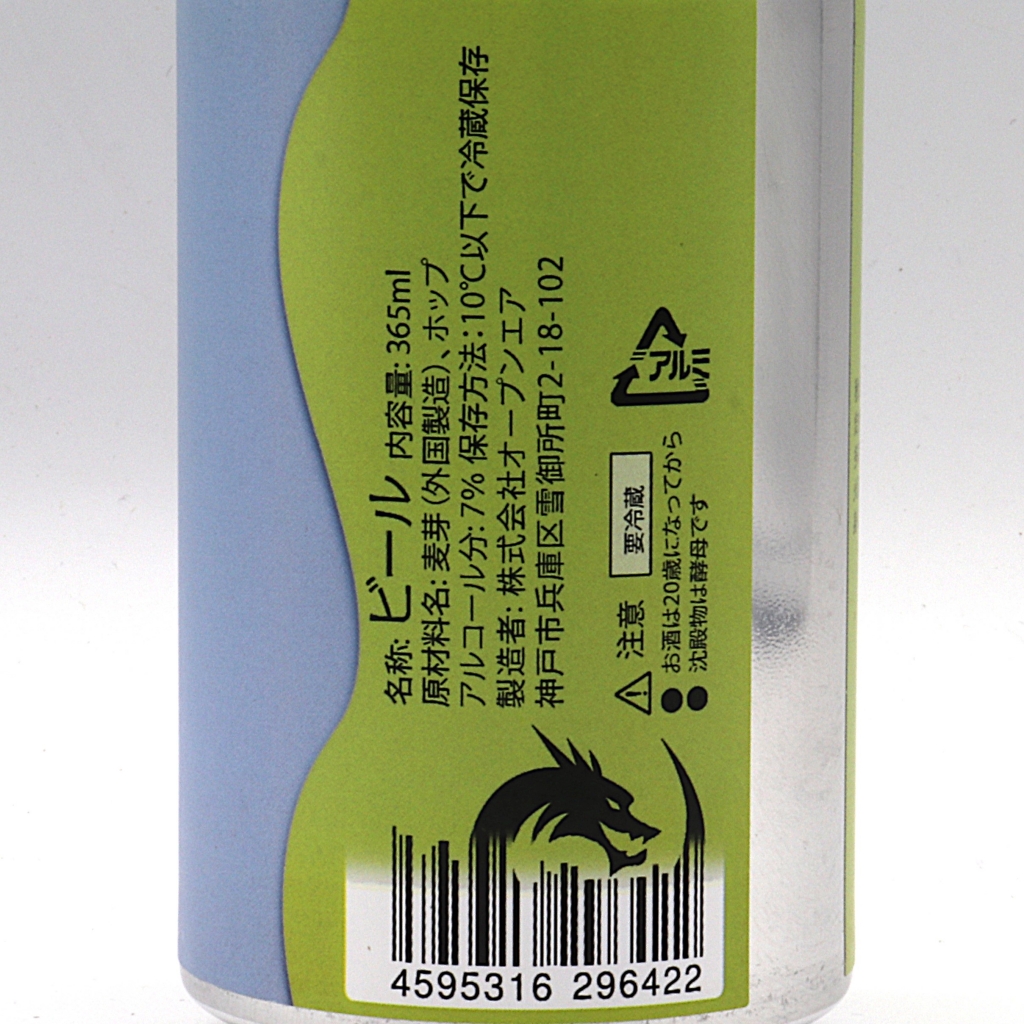 名称: ビール 内容量: 365ml
原材料名: 麦芽 (外国製造)、ホップ
アルコール分: 7% 保存方法: 10℃以下で冷蔵保存
製造者: 株式会社オープンエア
神戸市兵庫区雪御所町2-18-102
注意 要冷蔵
●お酒は20歳になってから
●沈殿物は酵母です
アルミ
4595316 296422